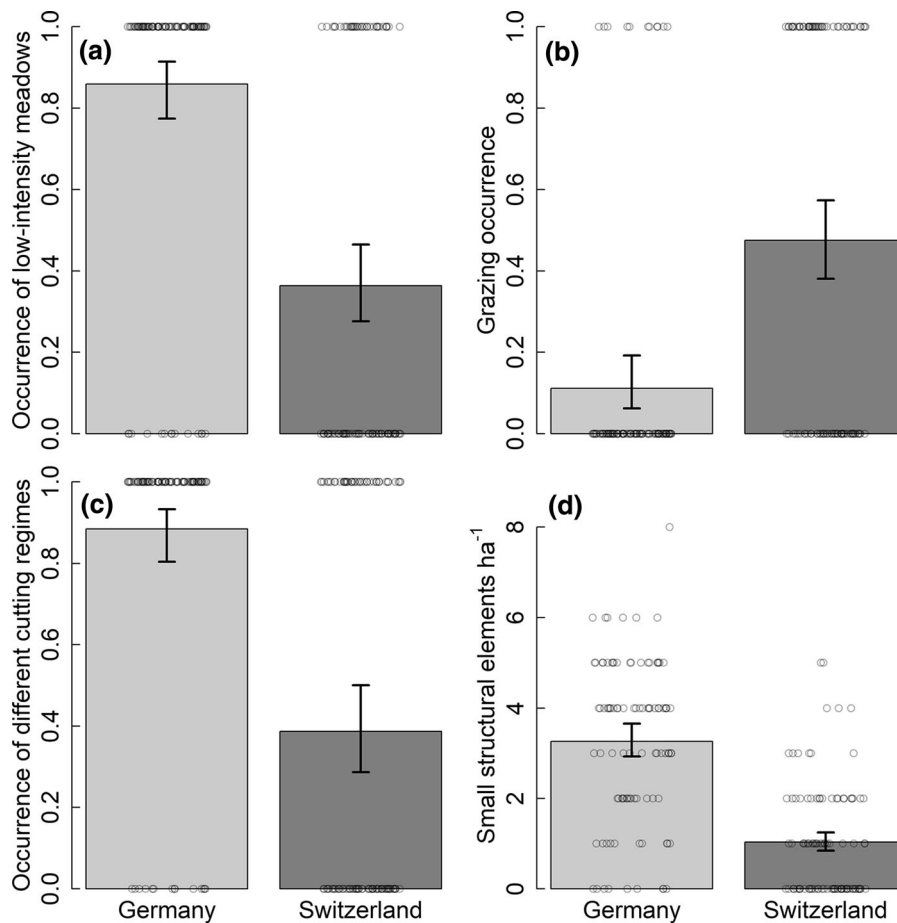 (a)
Occurrence of low-intensity meadows
0.0 0.2 0.4 0.6 0.8 1.0
(b)
Grazing occurrence
0.0 0.2 0.4 0.6 0.8 1.0
(c)
Occurrence of different cutting regimes
0.0 0.2 0.4 0.6 0.8 1.0
Germany Switzerland
(d)
Small structural elements ha⁻¹
0 2 4 6 8
Germany Switzerland